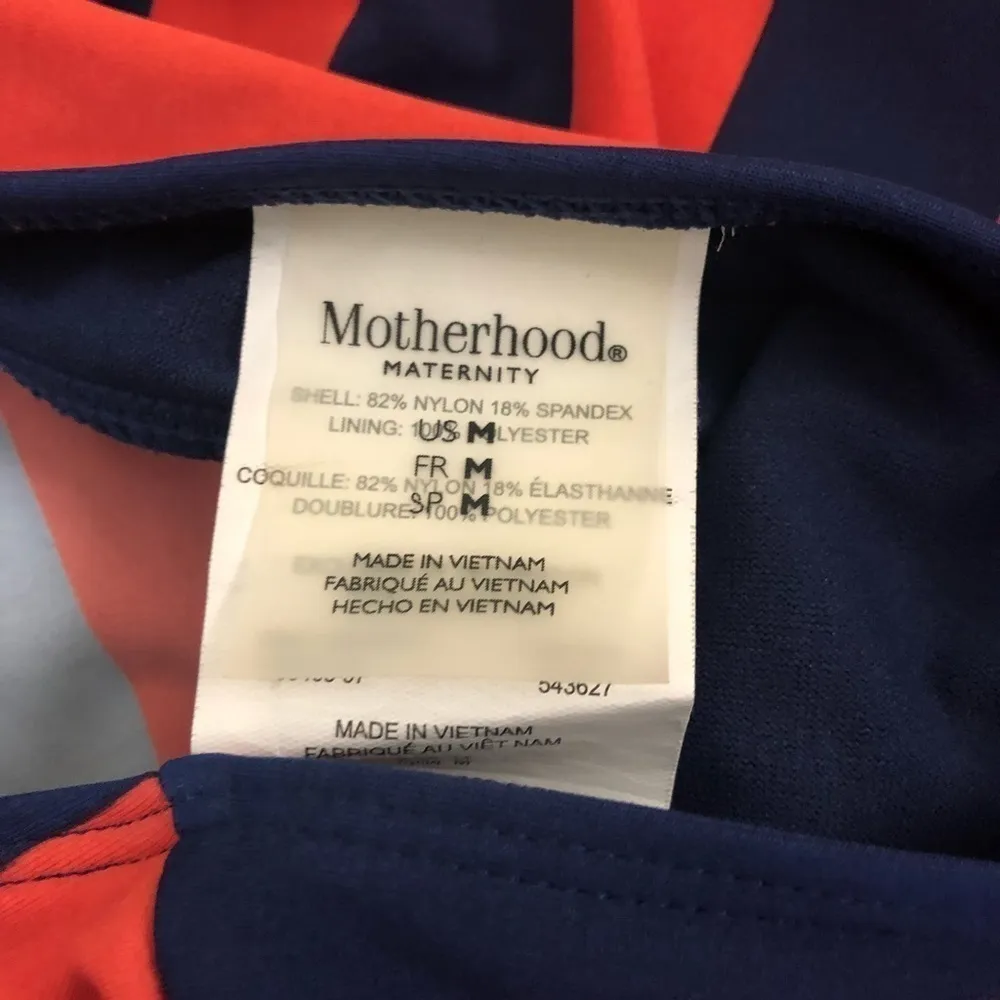 Motherhood®
MATERNITY
SHELL: 82% NYLON 18% SPANDEX
LINING: 100% POLYESTER
US M
FR M
COQUILLE: 82% NYLON 18% ÉLASTHANNE
SP M
DOUBLURE: 100% POLYESTER
MADE IN VIETNAM
FABRIQUÉ AU VIETNAM
HECHO EN VIETNAM
543627
MADE IN VIETNAM
FABRIQUÉ AU VIÊT NAM